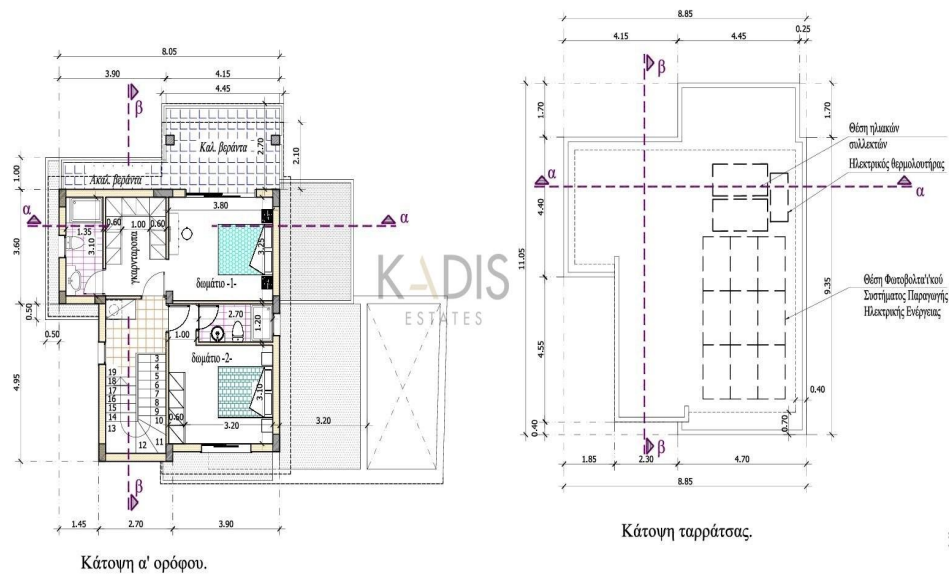 8.05
3.90 4.15
4.45
β
Καλ. βεράντα
2.70
2.10
1.00
Ακαλ. βεράντα
α
3.80
α
1.35
0.60
1.00
0.60
3.10
γκαρνταροπα
3.25
3.60
δωμάτιο -1-
0.50
0.50
2.70
1.20
1.00
δωμάτιο -2-
3.10
4.95
3
4
5
6
7
8
9
10
11
12
13
14
15
16
17
18
19
0.60
3.20
3.20
β
1.45 2.70 3.90
Κάτοψη α' ορόφου.
KADIS
ESTATES
8.85
4.15 4.45 0.25
β
1.70
1.70
Θέση ηλιακών
συλλεκτών
Ηλεκτρικός θερμολουτήρας
α
α
4.40
11.05
9.35
Θέση Φωτοβολτα'ι'κού
Συστήματος Παραγωγής
Ηλεκτρικής Ενέργειας
4.55
0.40
0.70
0.40
β
1.85 2.30 4.70
8.85
Κάτοψη ταρράτσας.